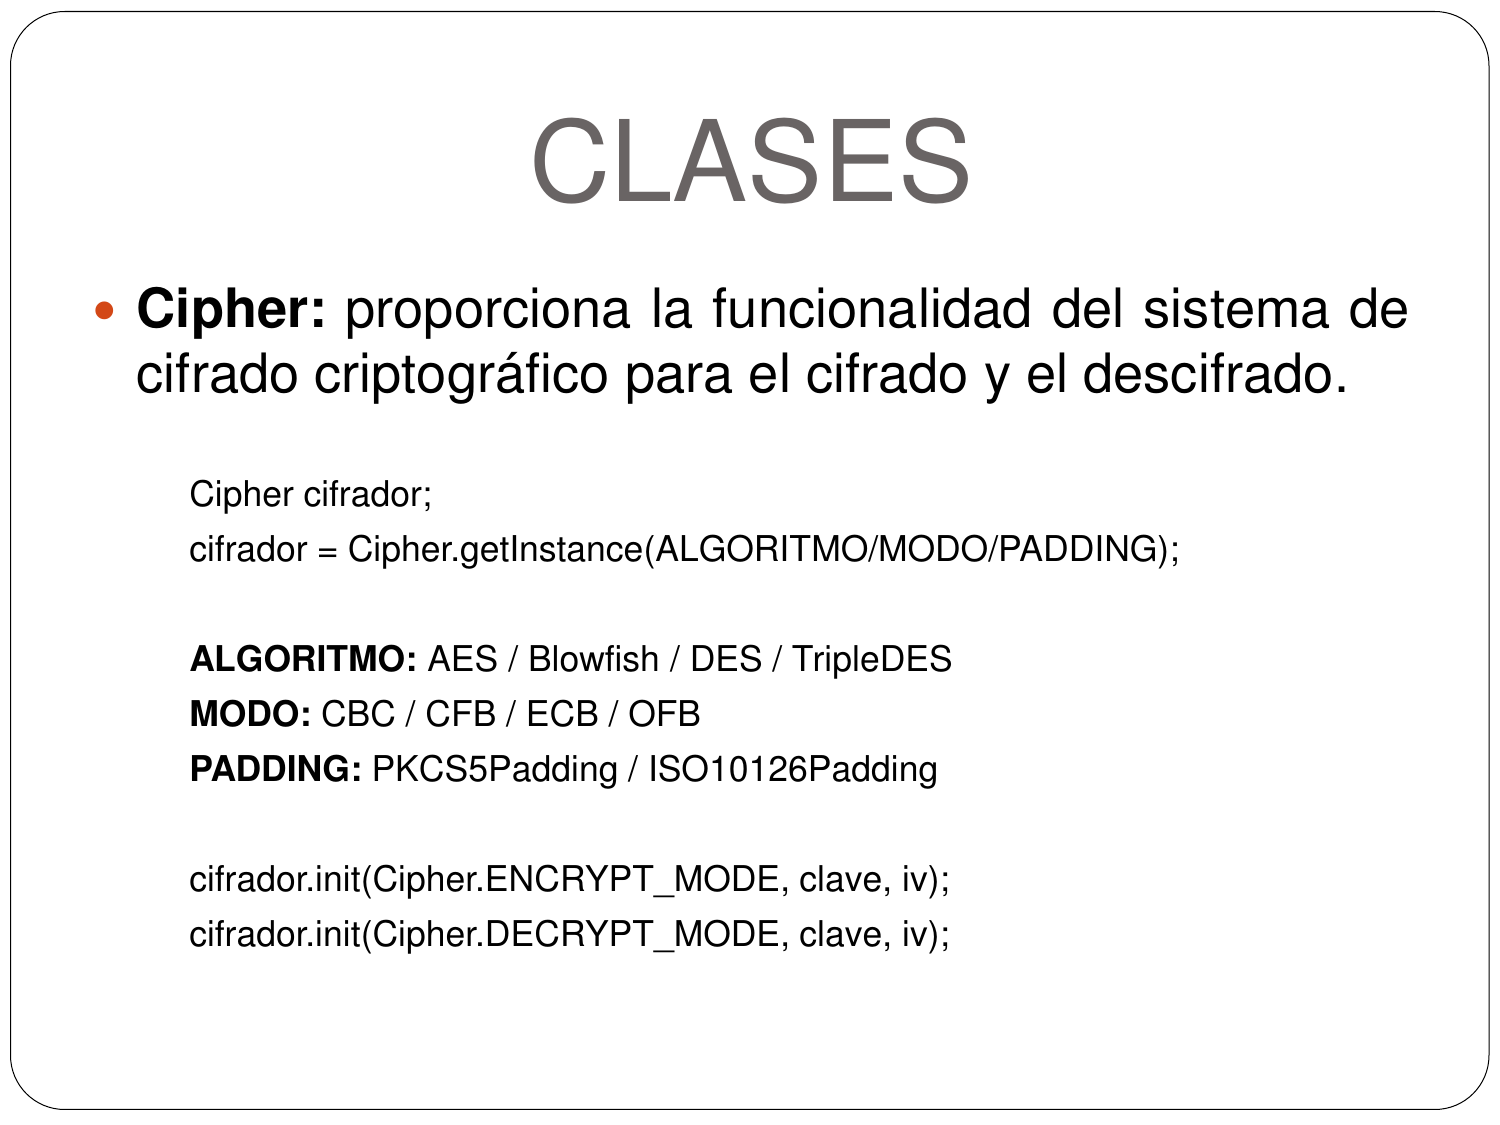 CLASES
• Cipher: proporciona la funcionalidad del sistema de
cifrado criptográfico para el cifrado y el descifrado.
Cipher cifrador;
cifrador = Cipher.getInstance(ALGORITMO/MODO/PADDING);
ALGORITMO: AES / Blowfish / DES / TripleDES
MODO: CBC / CFB / ECB / OFB
PADDING: PKCS5Padding / ISO10126Padding
cifrador.init(Cipher.ENCRYPT_MODE, clave, iv);
cifrador.init(Cipher.DECRYPT_MODE, clave, iv);